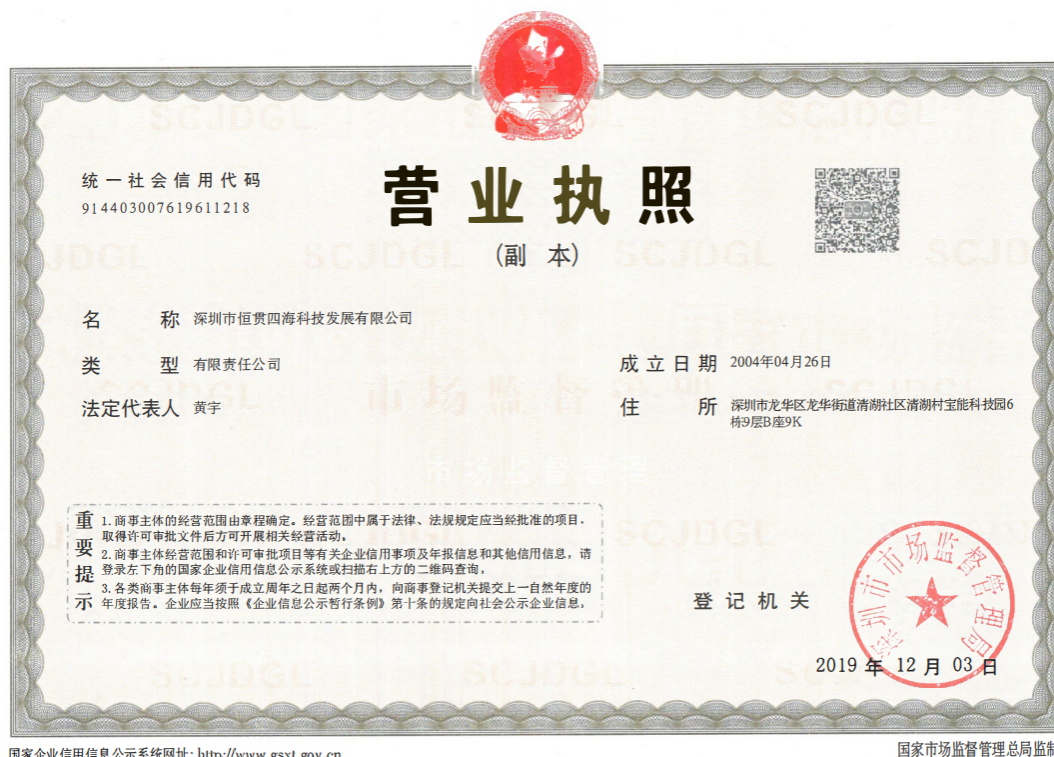 统一社会信用代码
914403007619611218
营业执照
(副 本)
名 称 深圳市恒贯四海科技发展有限公司
类 型 有限责任公司
法定代表人 黄宇
成立日期 2004年04月26日
住 所 深圳市龙华区龙华街道清湖社区清湖村宝能科技园6
栋9层B座9K
重要提示
1. 商事主体的经营范围由章程确定。经营范围中属于法律、法规规定应当经批准的项目,
取得许可审批文件后方可开展相关经营活动。
2. 商事主体经营范围和许可审批项目等有关企业信用事项及年报信息和其他信用信息,请
登录左下角的国家企业信用信息公示系统或扫描右上方的二维码查询。
3. 各类商事主体每年须于成立周年之日起两个月内,向商事登记机关提交上一自然年度的
年度报告。企业应当按照《企业信息公示暂行条例》第十条的规定向社会公示企业信息。
登记机关
深圳市市场监督管理局
2019 年 12 月 03 日
国家企业信用信息公示系统网址: http://www.gsxt.gov.cn
国家市场监督管理总局监制
SCJDGL
市场监督管理